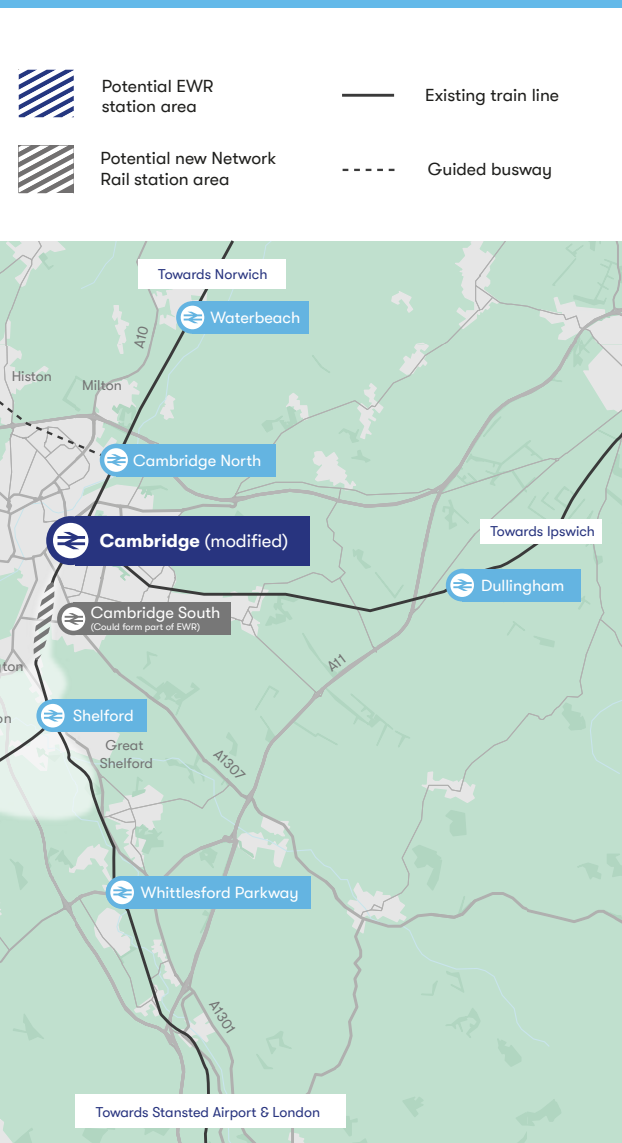 Potential EWR
station area
Existing train line
Potential new Network
Rail station area
Guided busway
Towards Norwich
Waterbeach
A10
Histon
Milton
Cambridge North
Towards Ipswich
Cambridge (modified)
Dullingham
Cambridge South
(Could form part of EWR)
A11
ton
on
Shelford
Great
Shelford
A1307
Whittlesford Parkway
A1301
Towards Stansted Airport & London